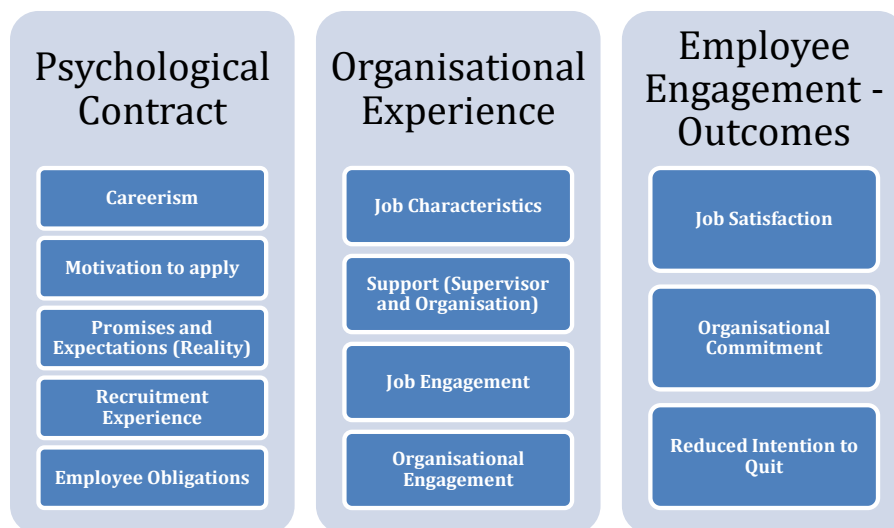 Psychological
Contract
Careerism
Motivation to apply
Promises and
Expectations (Reality)
Recruitment
Experience
Employee Obligations
Organisational
Experience
Job Characteristics
Support (Supervisor
and Organisation)
Job Engagement
Organisational
Engagement
Employee
Engagement -
Outcomes
Job Satisfaction
Organisational
Commitment
Reduced Intention to
Quit